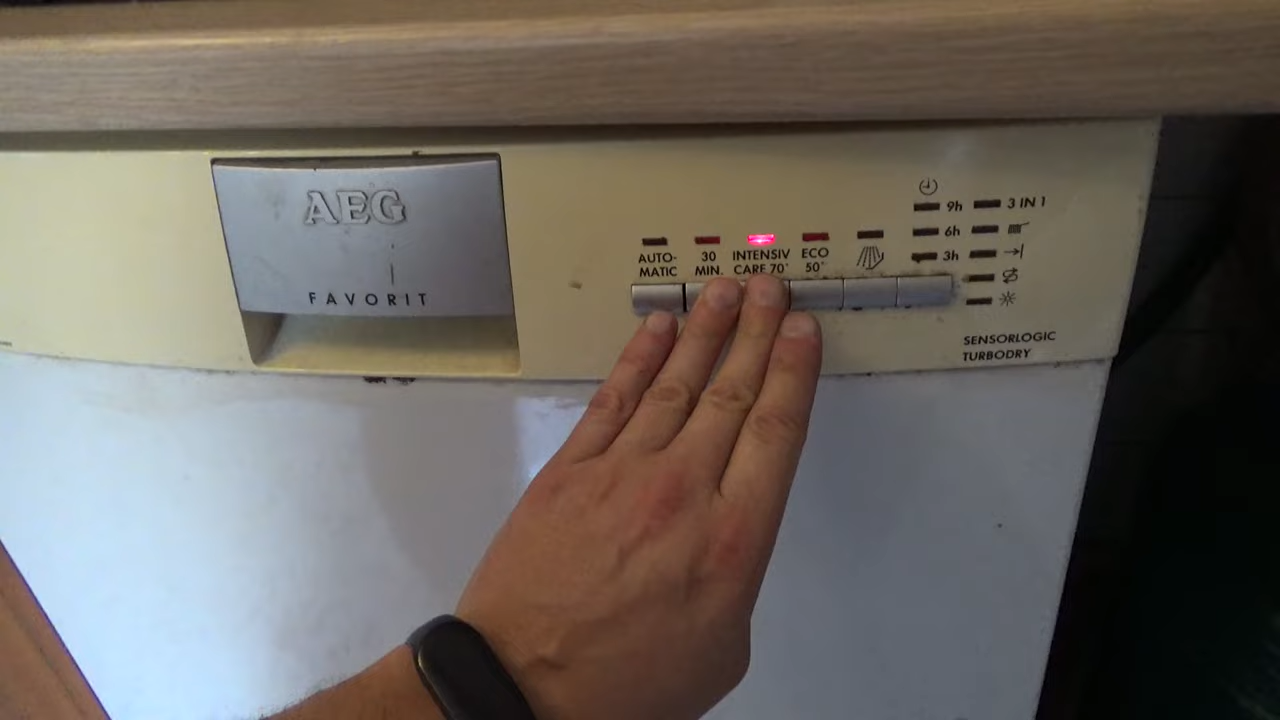 AEG
FAVORIT
AUTO-
MATIC
30
MIN.
INTENSIV
CARE 70°
ECO
50°
9h
6h
3h
3 IN 1
SENSORLOGIC
TURBODRY